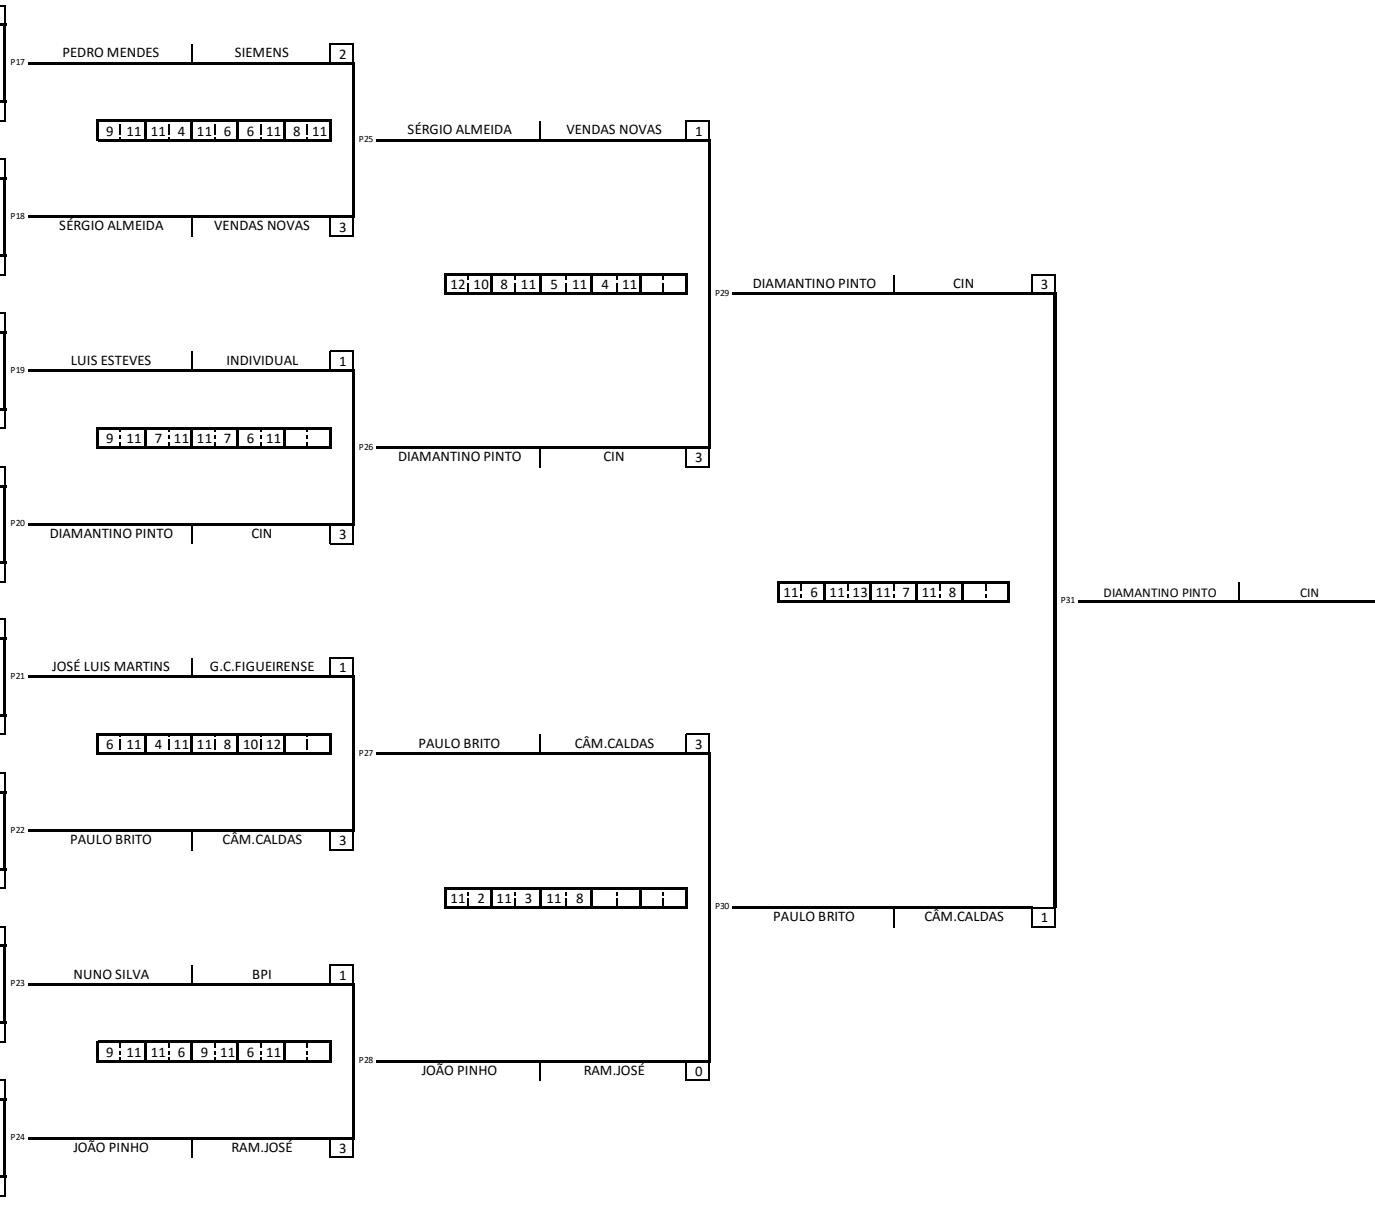 P17 PEDRO MENDES SIEMENS 2
9 11 11 4 11 6 6 11 8 11
P18 SÉRGIO ALMEIDA VENDAS NOVAS 3
P25 SÉRGIO ALMEIDA VENDAS NOVAS 1
12 10 8 11 5 11 4 11
P19 LUIS ESTEVES INDIVIDUAL 1
9 11 7 11 11 7 6 11
P20 DIAMANTINO PINTO CIN 3
P26 DIAMANTINO PINTO CIN 3
P29 DIAMANTINO PINTO CIN 3
11 6 11 13 11 7 11 8
P31 DIAMANTINO PINTO CIN
P21 JOSÉ LUIS MARTINS G.C.FIGUEIRENSE 1
6 11 4 11 11 8 10 12
P22 PAULO BRITO CÂM.CALDAS 3
P27 PAULO BRITO CÂM.CALDAS 3
11 2 11 3 11 8
P30 PAULO BRITO CÂM.CALDAS 1
P23 NUNO SILVA BPI 1
9 11 11 6 9 11 6 11
P24 JOÃO PINHO RAM.JOSÉ 3
P28 JOÃO PINHO RAM.JOSÉ 0